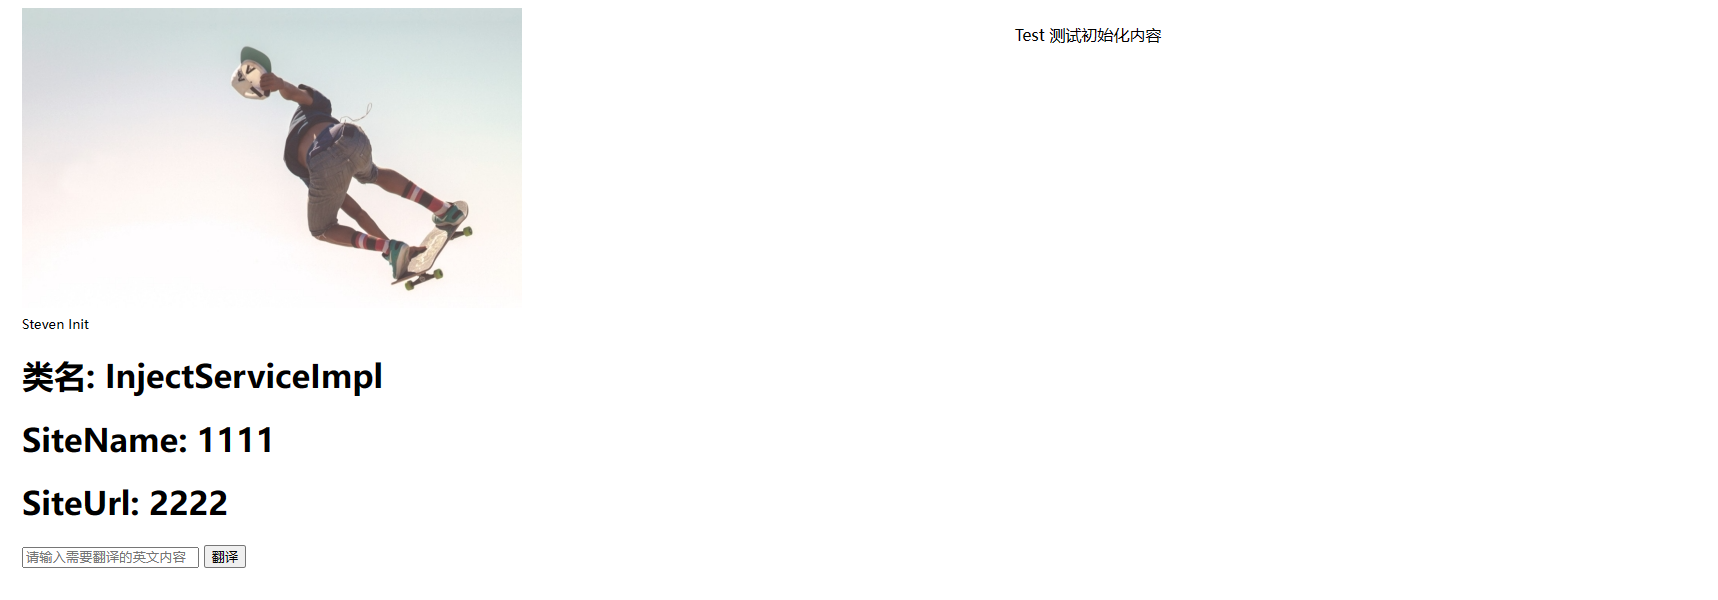 Test 测试初始化内容
Steven Init
类名: InjectServiceImpl
SiteName: 1111
SiteUrl: 2222
请输入需要翻译的英文内容 翻译